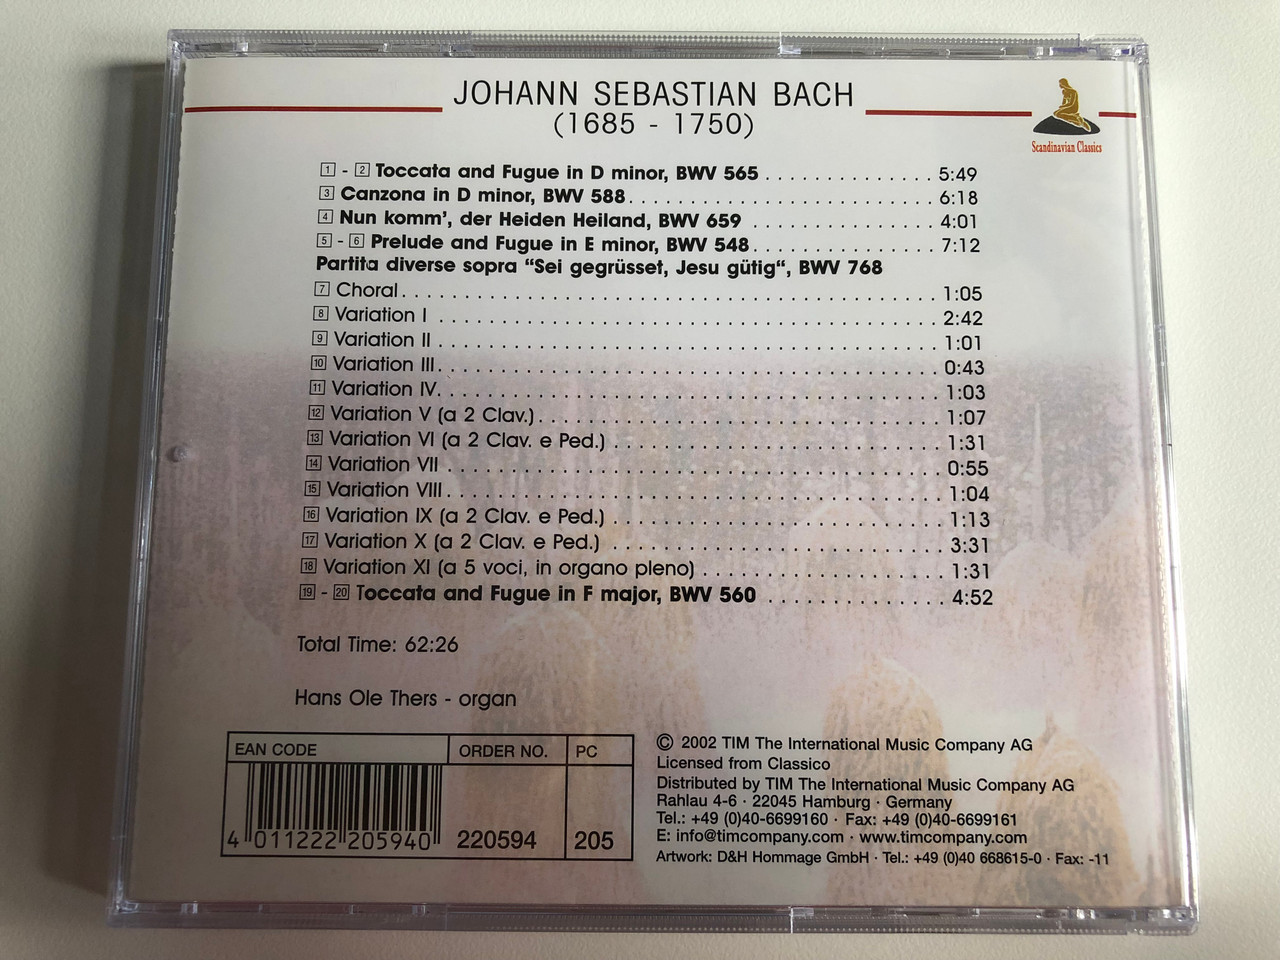 JOHANN SEBASTIAN BACH
(1685 - 1750)
Scandinavian Classics
1 - 2 Toccata and Fugue in D minor, BWV 565 . . . . . . . . . . . . . . 5:49
3 Canzona in D minor, BWV 588. . . . . . . . . . . . . . . . . . . . . . . . . 6:18
4 Nun komm', der Heiden Heiland, BWV 659 . . . . . . . . . . . . . . . 4:01
5 - 6 Prelude and Fugue in E minor, BWV 548. . . . . . . . . . . . . . . 7:12
Partita diverse sopra “Sei gegrüsset, Jesu gütig“, BWV 768
7 Choral. . . . . . . . . . . . . . . . . . . . . . . . . . . . . . . . . . . . . . . . . . . 1:05
8 Variation I . . . . . . . . . . . . . . . . . . . . . . . . . . . . . . . . . . . . . . . . 2:42
9 Variation II . . . . . . . . . . . . . . . . . . . . . . . . . . . . . . . . . . . . . . . . 1:01
10 Variation III. . . . . . . . . . . . . . . . . . . . . . . . . . . . . . . . . . . . . . . . 0:43
11 Variation IV. . . . . . . . . . . . . . . . . . . . . . . . . . . . . . . . . . . . . . . . 1:03
12 Variation V (a 2 Clav.) . . . . . . . . . . . . . . . . . . . . . . . . . . . . . . . . 1:07
13 Variation VI (a 2 Clav. e Ped.) . . . . . . . . . . . . . . . . . . . . . . . . . . 1:31
14 Variation VII . . . . . . . . . . . . . . . . . . . . . . . . . . . . . . . . . . . . . . . 0:55
15 Variation VIII . . . . . . . . . . . . . . . . . . . . . . . . . . . . . . . . . . . . . . . 1:04
16 Variation IX (a 2 Clav. e Ped.) . . . . . . . . . . . . . . . . . . . . . . . . . . 1:13
17 Variation X (a 2 Clav. e Ped.) . . . . . . . . . . . . . . . . . . . . . . . . . . 3:31
18 Variation XI (a 5 voci, in organo pleno) . . . . . . . . . . . . . . . . . . . 1:31
19 - 20 Toccata and Fugue in F major, BWV 560 . . . . . . . . . . . . . . 4:52
Total Time: 62:26
Hans Ole Thers - organ
EAN CODE ORDER NO. PC
4 011222 205940 220594 205
© 2002 TIM The International Music Company AG
Licensed from Classico
Distributed by TIM The International Music Company AG
Rahlau 4-6 · 22045 Hamburg · Germany
Tel.: +49 (0)40-6699160 · Fax: +49 (0)40-6699161
E: info@timcompany.com · www.timcompany.com
Artwork: D&H Hommage GmbH · Tel.: +49 (0)40 668615-0 · Fax: -11